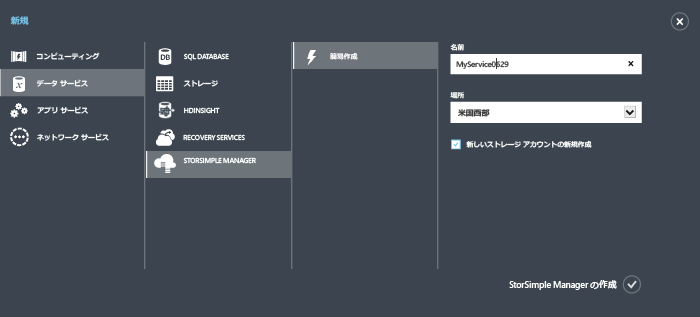 新規
コンピューティング
データ サービス
アプリ サービス
ネットワーク サービス
DB
SQL DATABASE
ストレージ
HDINSIGHT
RECOVERY SERVICES
STORSIMPLE MANAGER
簡易作成
名前
MyService0629
場所
米国西部
新しいストレージ アカウントの新規作成
StorSimple Manager の作成